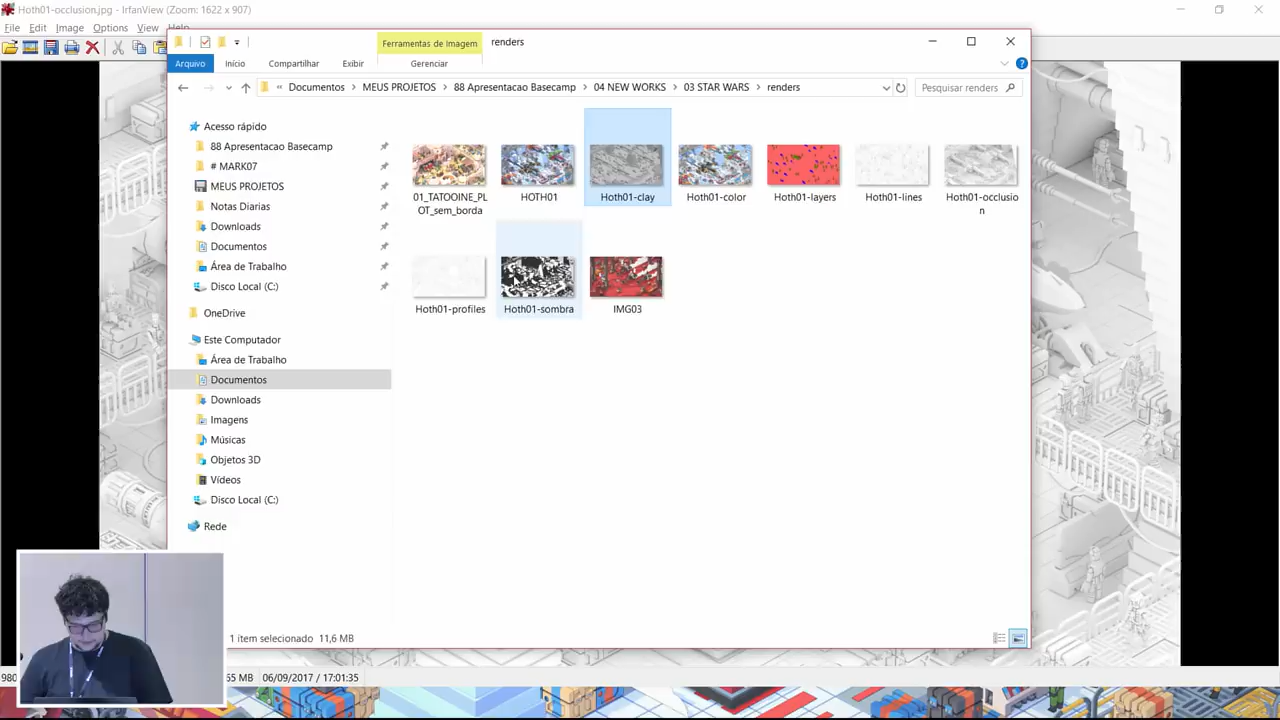 Hoth01-occlusion.jpg - IrfanView (Zoom: 1622 x 907)
File Edit Image Options View Help
Ferramentas de Imagem renders
Arquivo Início Compartilhar Exibir Gerenciar
« Documentos > MEUS PROJETOS > 88 Apresentacao Basecamp > 04 NEW WORKS > 03 STAR WARS > renders
Pesquisar renders
Acesso rápido
88 Apresentacao Basecamp
# MARK07
MEUS PROJETOS
Notas Diarias
Downloads
Documentos
Área de Trabalho
Disco Local (C:)
OneDrive
Este Computador
Área de Trabalho
Documentos
Downloads
Imagens
Músicas
Objetos 3D
Vídeos
Disco Local (C:)
Rede
01_TATOOINE_PL
OT_sem_borda
HOTH01
Hoth01-clay
Hoth01-color
Hoth01-layers
Hoth01-lines
Hoth01-occlusio
n
Hoth01-profiles
Hoth01-sombra
IMG03
1 item selecionado 11,6 MB
980
65 MB 06/09/2017 / 17:01:35